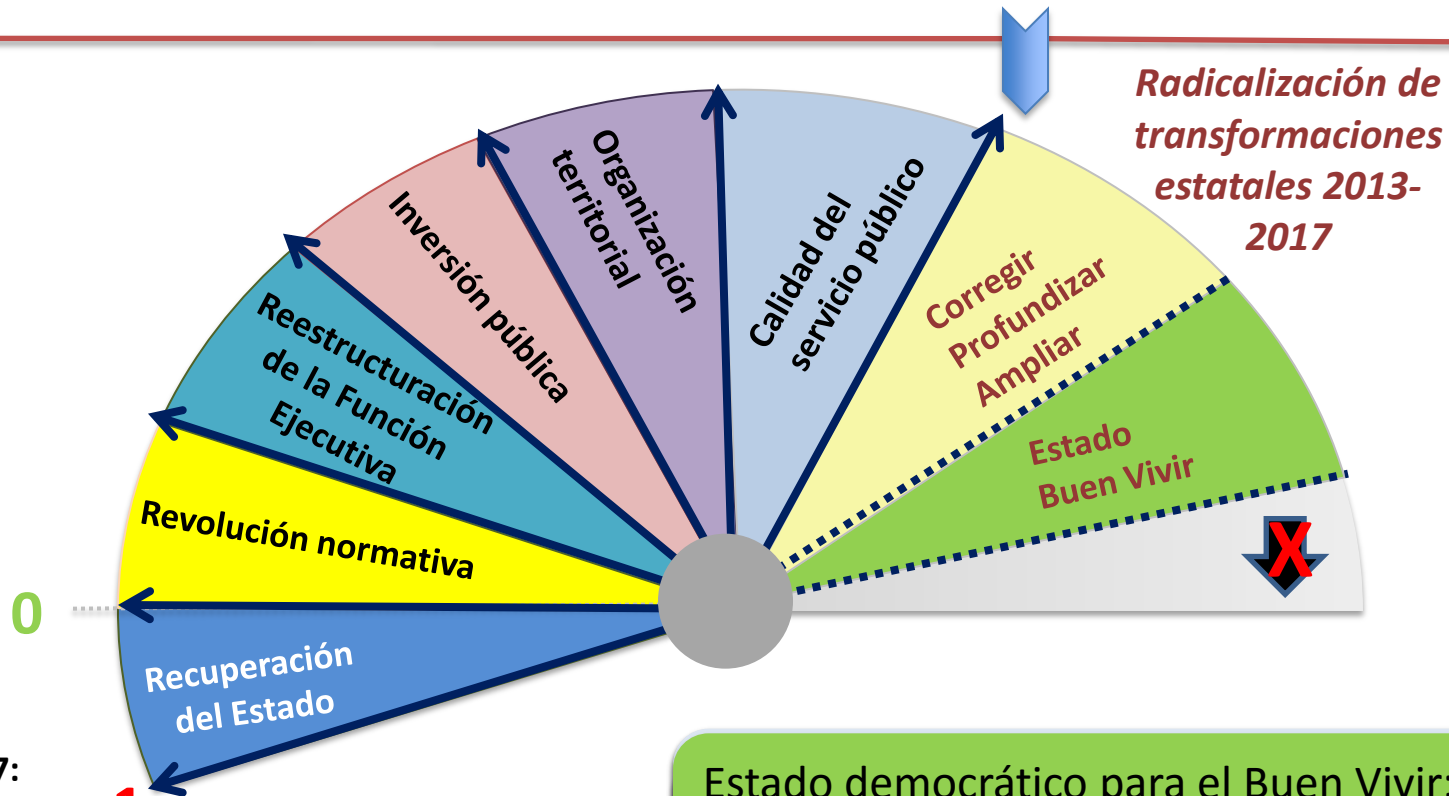 Radicalización de
transformaciones
estatales 2013-
2017
Organización
territorial
Calidad del
servicio público
Inversión pública
Corregir
Profundizar
Ampliar
Reestructuración
de la Función
Ejecutiva
Estado
Buen Vivir
Revolución normativa
X
0
Recuperación
del Estado
7:
Estado democrático para el Buen Vivir: